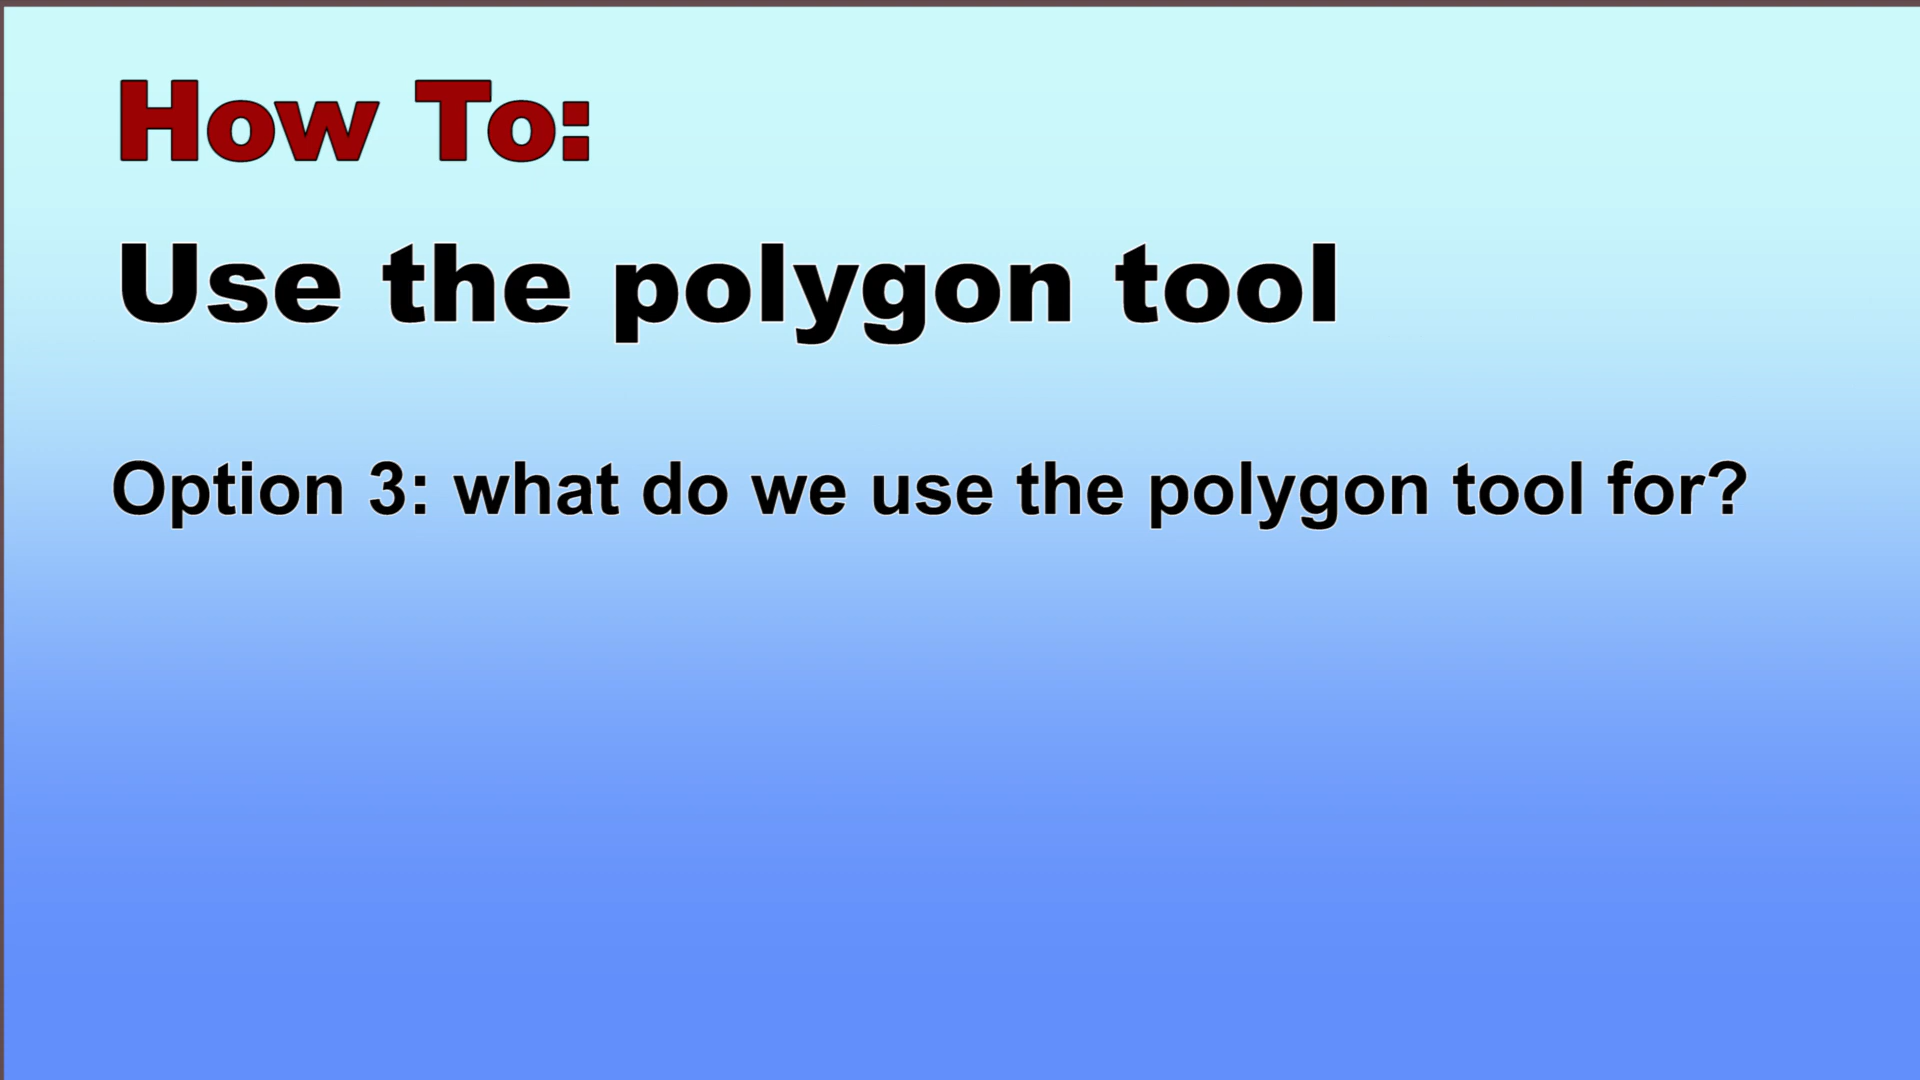 How To:
Use the polygon tool
Option 3: what do we use the polygon tool for?